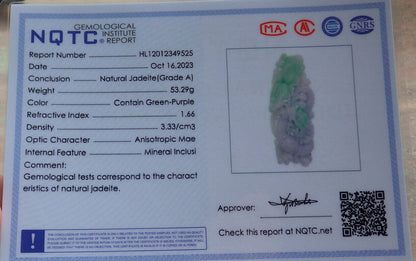 NQTC GEMOLOGICAL INSTITUTE REPORT
MA
CNAS
GNRS
Report Number HL12012349525
Date Oct 16,2023
Conclusion Natural Jadeite(Grade A)
Weight 53.29g
Color Contain Green-Purple
Refractive Index 1.66
Density 3.33/cm3
Optic Character Anisotropic Mae
Internal Feature Mineral Inclusi
Comment:
Gemological tests correspond to the charact
eristics of natural jadeite.
Approver:
Check this report at NQTC.net